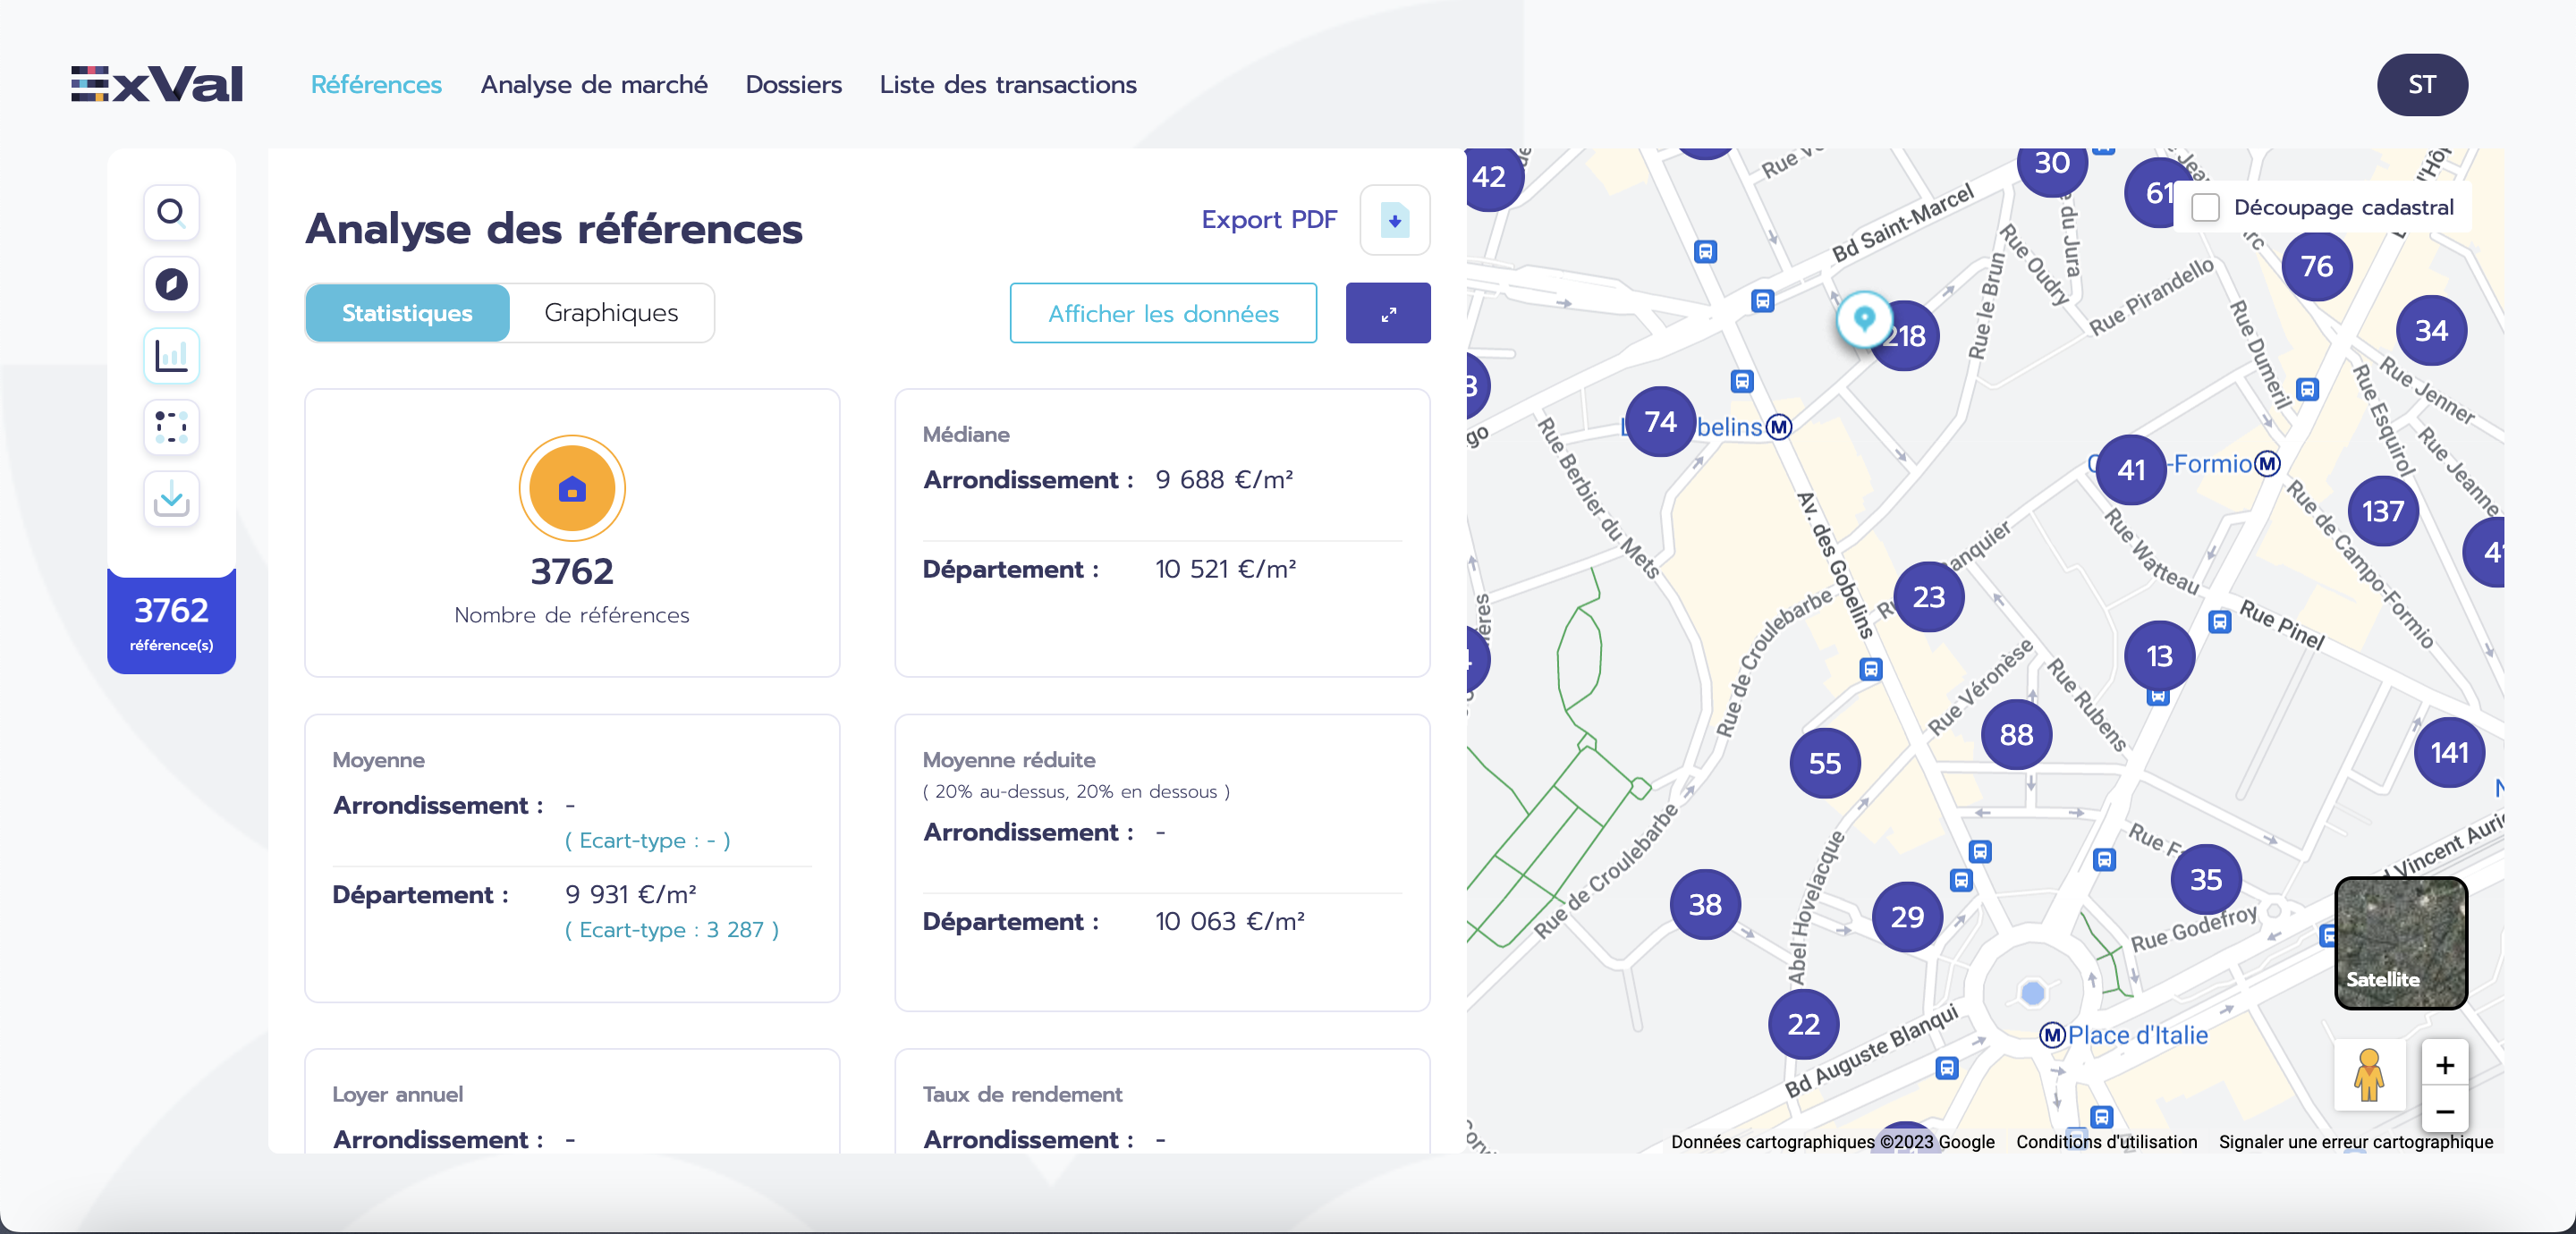 ExVal
Références
Analyse de marché
Dossiers
Liste des transactions
ST
3762
référence(s)
Analyse des références
Export PDF
Statistiques
Graphiques
Afficher les données
3762
Nombre de références
Médiane
Arrondissement : 9 688 €/m²
Département : 10 521 €/m²
Moyenne
Arrondissement : -
( Ecart-type : - )
Département : 9 931 €/m²
( Ecart-type : 3 287 )
Moyenne réduite
( 20% au-dessus, 20% en dessous )
Arrondissement : -
Département : 10 063 €/m²
Loyer annuel
Arrondissement : -
Taux de rendement
Arrondissement : -
42
30
61
Découpage cadastral
Bd Saint-Marcel
Rue Oudry
du Jura
76
Rue Pirandello
34
218
Rue le Brun
Rue Dumeril
Rue Jenner
74
belins
M
Rue Esquirol
Rue Jeanne
Rue Berbier du Mets
41
-Formio
M
137
Av. des Gobelins
Rue Watteau
Rue de Campo-Formio
23
Rue de Croulebarbe
Rue Pinel
13
Rue Véronèse
Rue Rubens
88
55
141
Rue de Croulebarbe
Abel Hovelacque
35
Vincent Auri
38
29
Rue Godefroy
Satellite
22
Bd Auguste Blanqui
M
Place d'Italie
+
−
Données cartographiques ©2023 Google
Conditions d'utilisation
Signaler une erreur cartographique